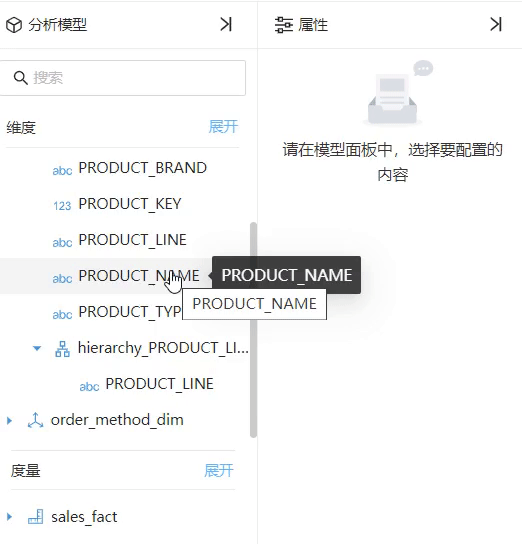 分析模型
属性
搜索
维度
展开
请在模型面板中，选择要配置的
内容
abc PRODUCT_BRAND
123 PRODUCT_KEY
abc PRODUCT_LINE
abc PRODUCT_NAME
PRODUCT_NAME
PRODUCT_NAME
abc PRODUCT_TYP
hierarchy_PRODUCT_LI...
abc PRODUCT_LINE
order_method_dim
度量
展开
sales_fact